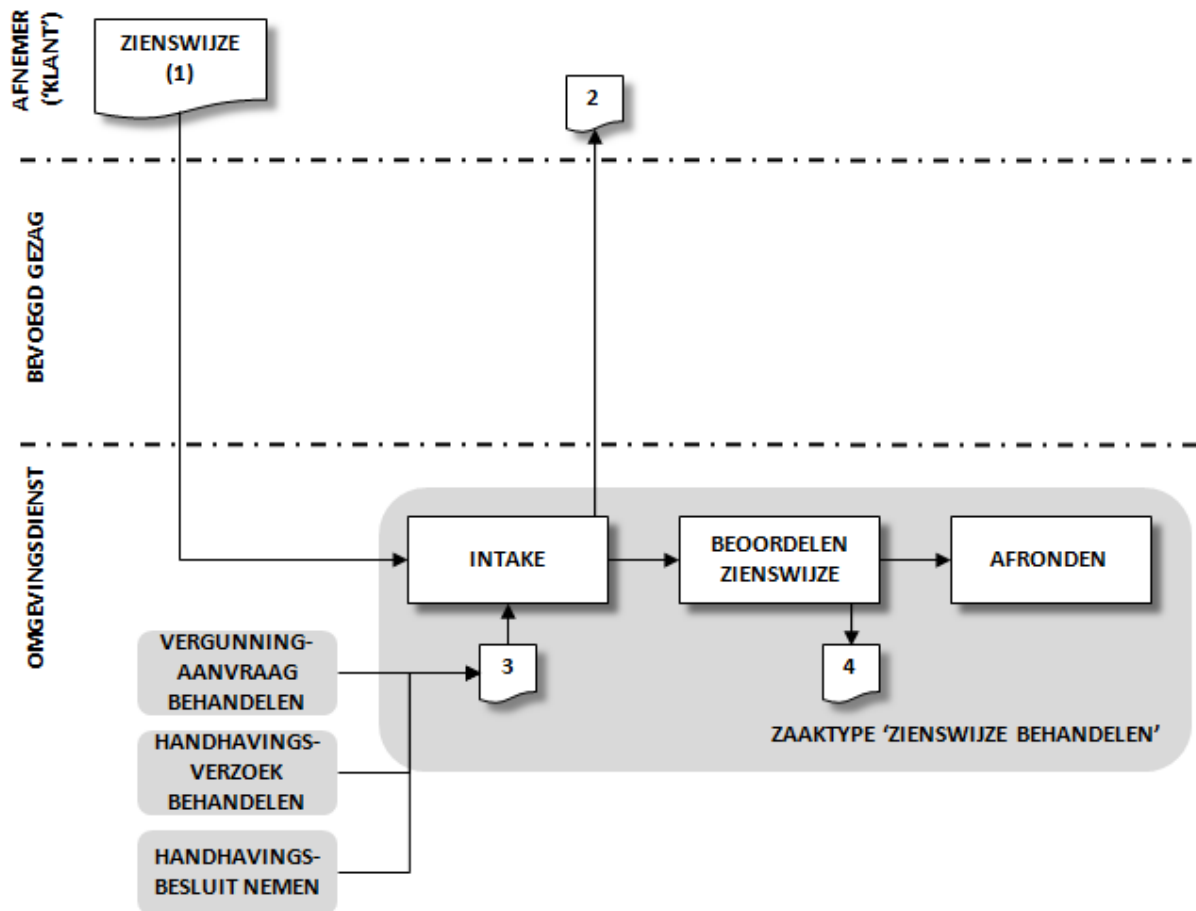 AFNEMER
('KLANT')
ZIENSWIJZE
(1)
2
BEVOEGD GEZAG
OMGEVINGSDIENST
INTAKE
BEOORDELEN
ZIENSWIJZE
AFRONDEN
VERGUNNING-
AANVRAAG
BEHANDELEN
3
4
HANDHAVINGS-
VERZOEK
BEHANDELEN
ZAAKTYPE ‘ZIENSWIJZE BEHANDELEN’
HANDHAVINGS-
BESLUIT NEMEN